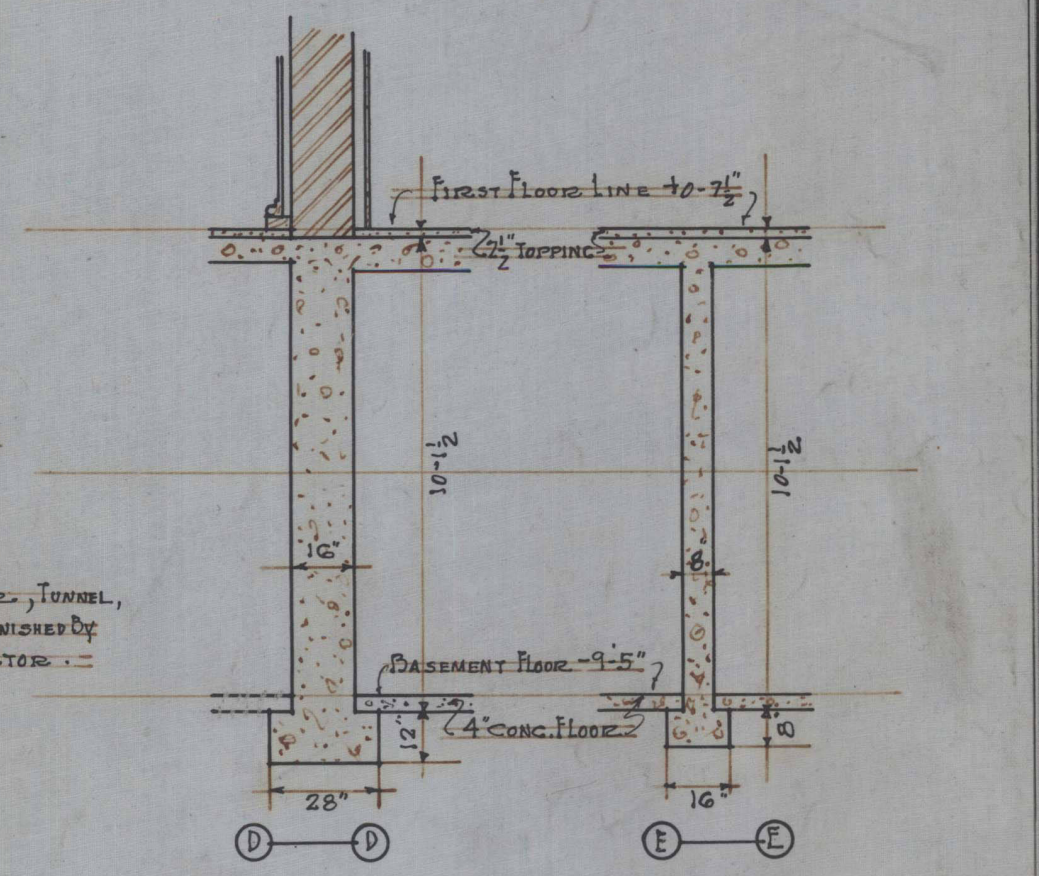 FIRST FLOOR LINE +0-7½"
2½" TOPPING
10-1½
10-1½
16"
8"
, TUNNEL,
NISHED BY
TOR.
BASEMENT FLOOR -9-5"
4" CONC. FLOOR
12"
8"
28"
16"
D D
E E